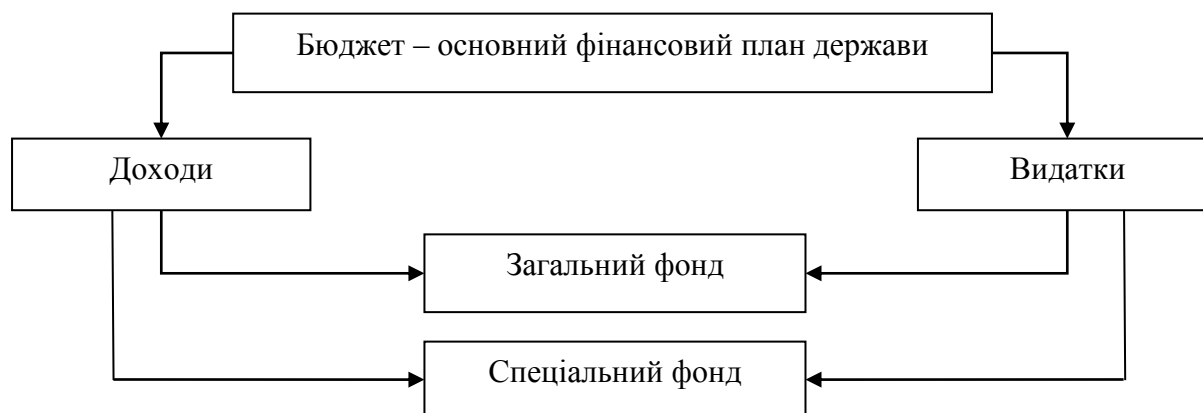 Бюджет – основний фінансовий план держави
Доходи
Видатки
Загальний фонд
Спеціальний фонд